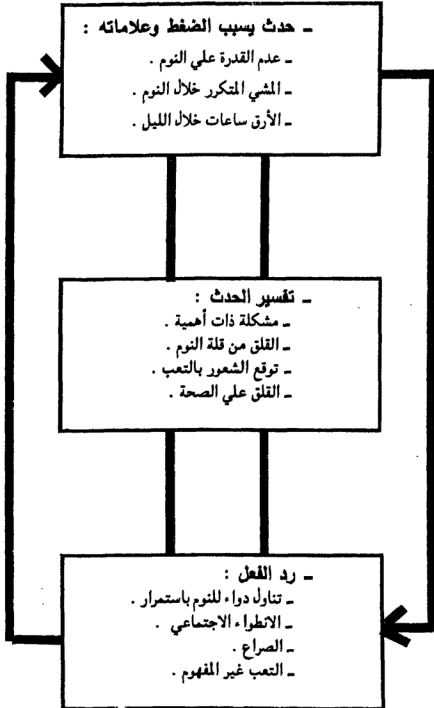 ـ حدث يسبب الضغط وعلاماته :
ـ عدم القدرة علي النوم .
ـ المشي المتكرر خلال النوم .
ـ الأرق ساعات خلال الليل .
ـ تفسير الحدث :
ـ مشكلة ذات أهمية .
ـ القلق من قلة النوم .
ـ توقع الشعور بالتعب .
ـ القلق علي الصحة .
ـ رد الفعل :
ـ تناول دواء للنوم باستمرار .
ـ الانطواء الاجتماعي .
ـ الصراع .
ـ التعب غير المفهوم .